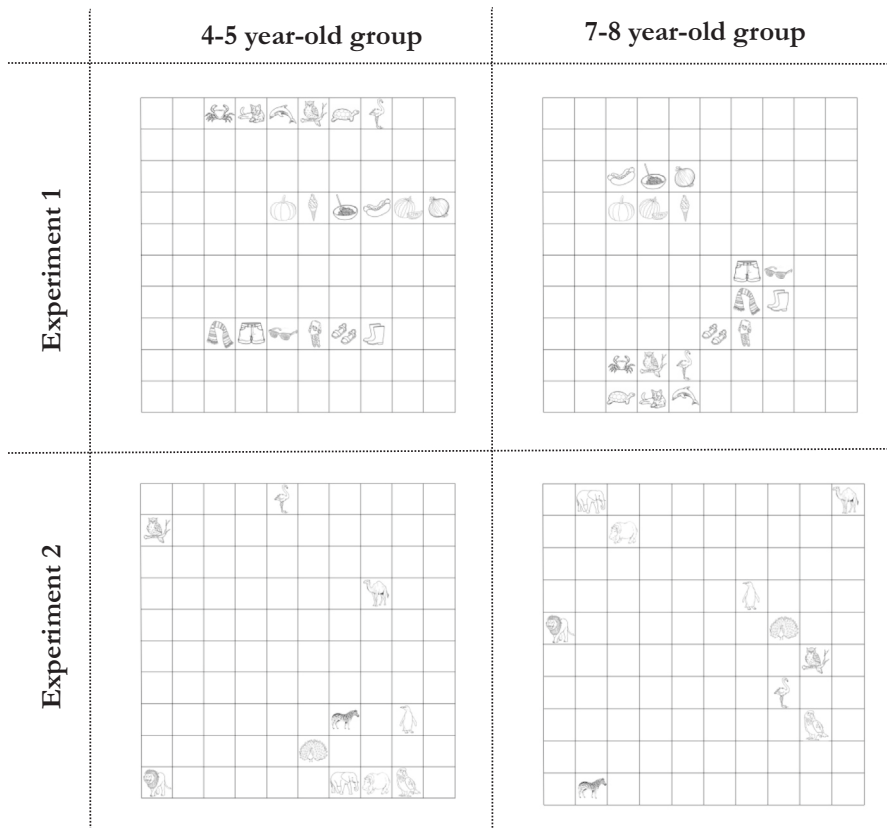 4-5 year-old group
7-8 year-old group
Experiment 1
Experiment 2